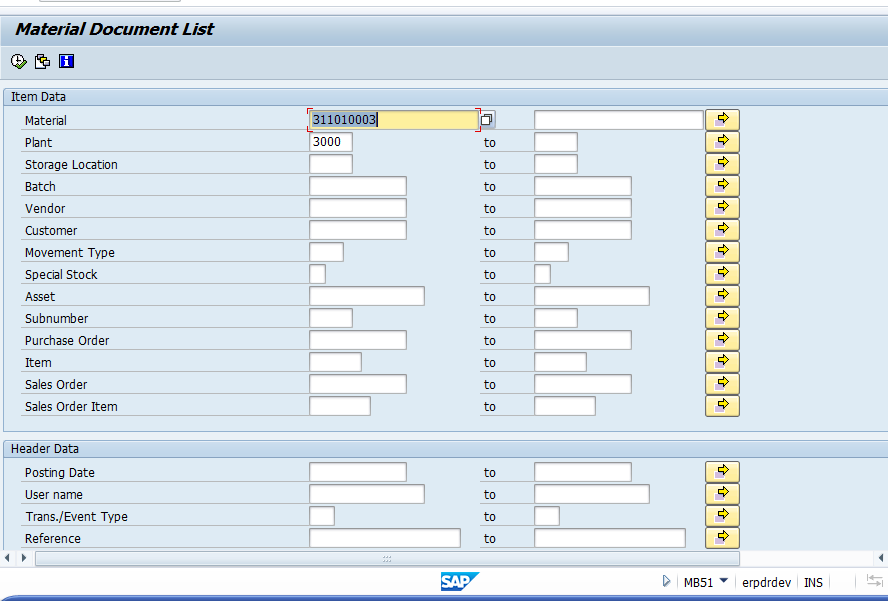 Material Document List
Item Data
Material 311010003
Plant 3000 to
Storage Location to
Batch to
Vendor to
Customer to
Movement Type to
Special Stock to
Asset to
Subnumber to
Purchase Order to
Item to
Sales Order to
Sales Order Item to
Header Data
Posting Date to
User name to
Trans./Event Type to
Reference to
SAP MB51 erpdrdev INS